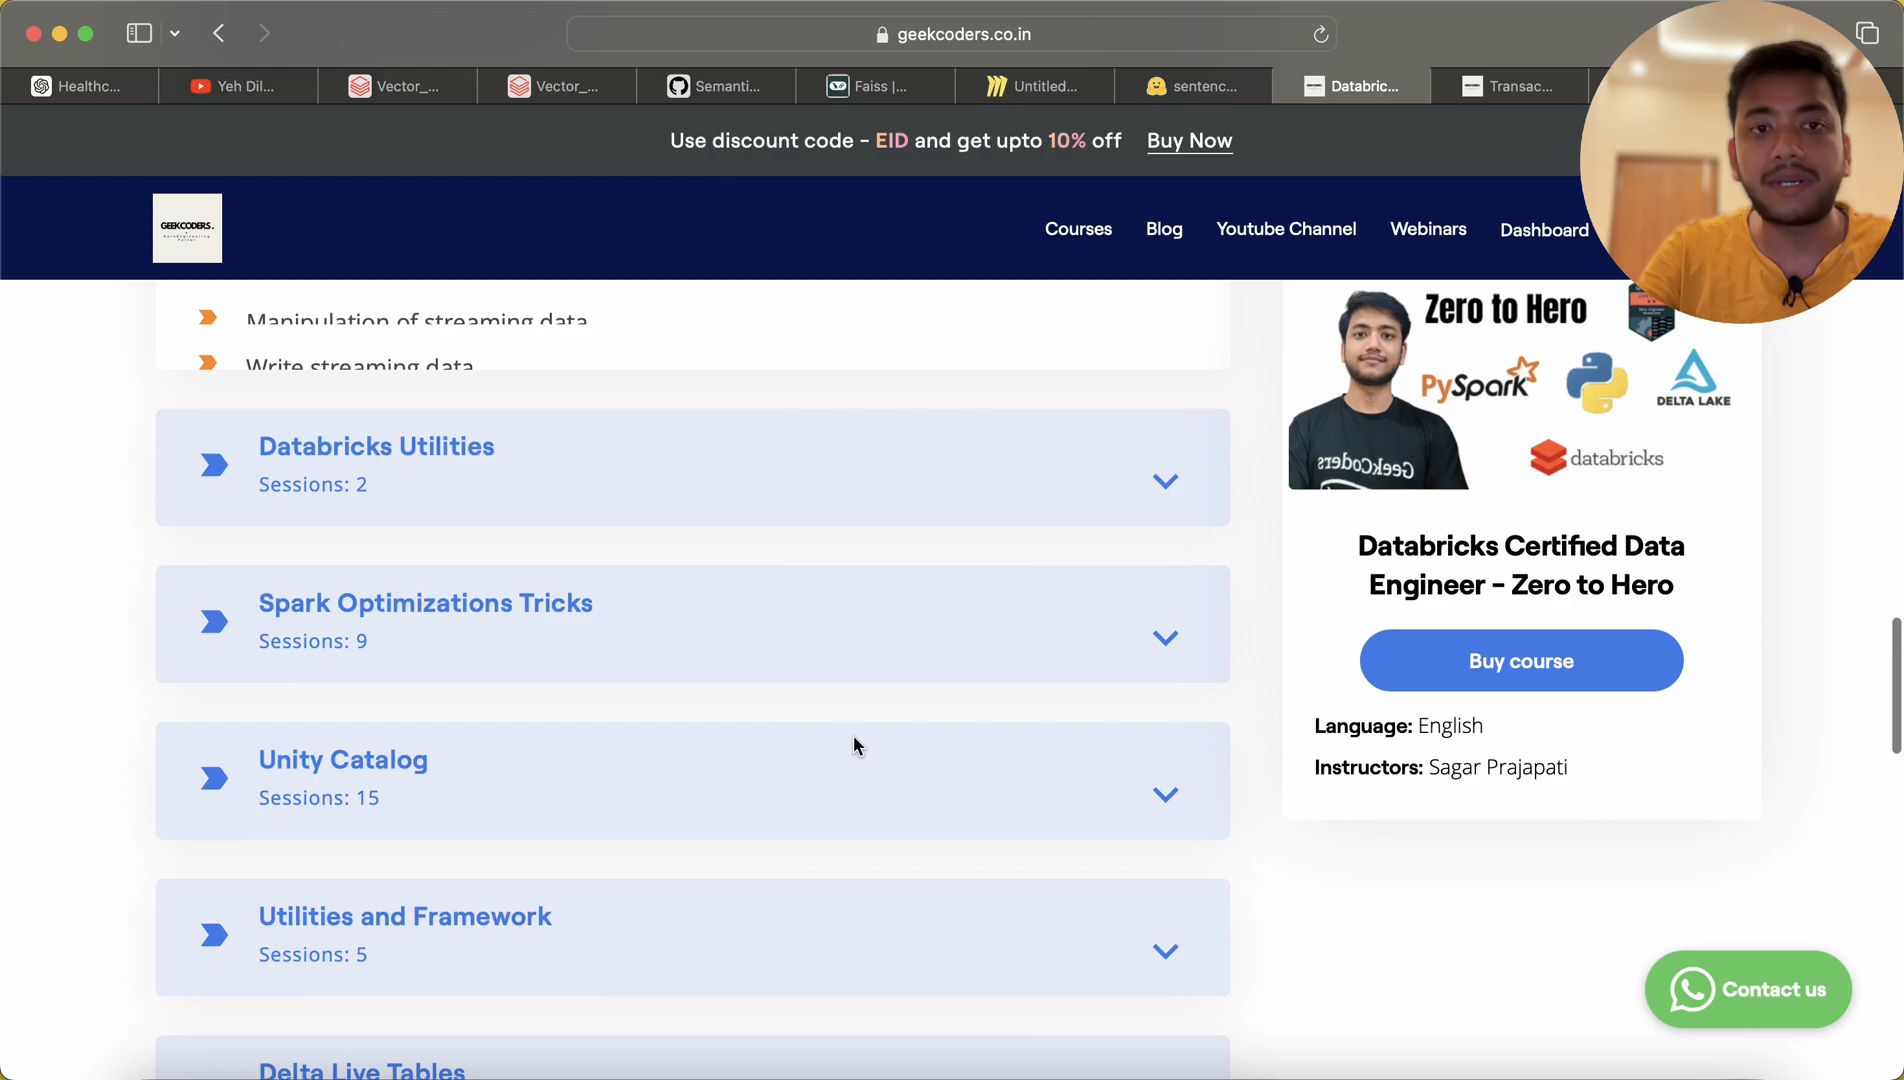 geekcoders.co.in
Healthc...
Yeh Dil...
Vector_...
Vector_...
Semanti...
Faiss |...
Untitled...
sentenc...
Databric...
Transac...
Use discount code - EID and get upto 10% off Buy Now
GEEKCODERS.
Courses
Blog
Youtube Channel
Webinars
Dashboard
Manipulation of streaming data
Write streaming data
Databricks Utilities
Sessions: 2
Spark Optimizations Tricks
Sessions: 9
Unity Catalog
Sessions: 15
Utilities and Framework
Sessions: 5
Delta Live Tables
Zero to Hero
PySpark
DELTA LAKE
databricks
GeekCoders
Databricks Certified Data
Engineer - Zero to Hero
Buy course
Language: English
Instructors: Sagar Prajapati
Contact us